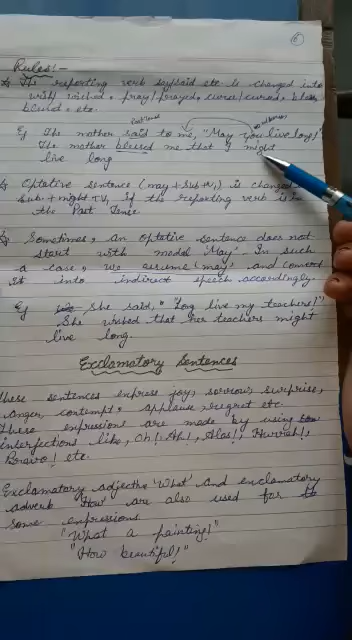 6
Rules:-
The reporting verb say/said etc. is changed into
wish/wished, pray/prayed, curse/cursed, bless/
blessed. etc.
Past Tense
Eg The mother said to me, "May you live long!"
The mother blessed me that I might
live long
Optative sentence (may + sub + V1) is changed
sub + might + V1, if the reporting verb is in
the Past Tense
Sometimes, an optative sentence does not
start with modal 'May'. In such
a case, we assume 'may' and convert
it into indirect speech accordingly.
Eg She said, "Long live my teachers!"
She wished that her teachers might
live long.
Exclamatory Sentences
These sentences express joy, sorrow, surprise,
anger, contempt, applause, regret etc.
These expressions are made by using
interjections like, Oh!, Ah!, Alas!, Hurrah!,
Bravo! etc.
Exclamatory adjective 'What' and exclamatory
adverb 'How' are also used for
some expressions.
"What a painting!"
"How beautiful!"